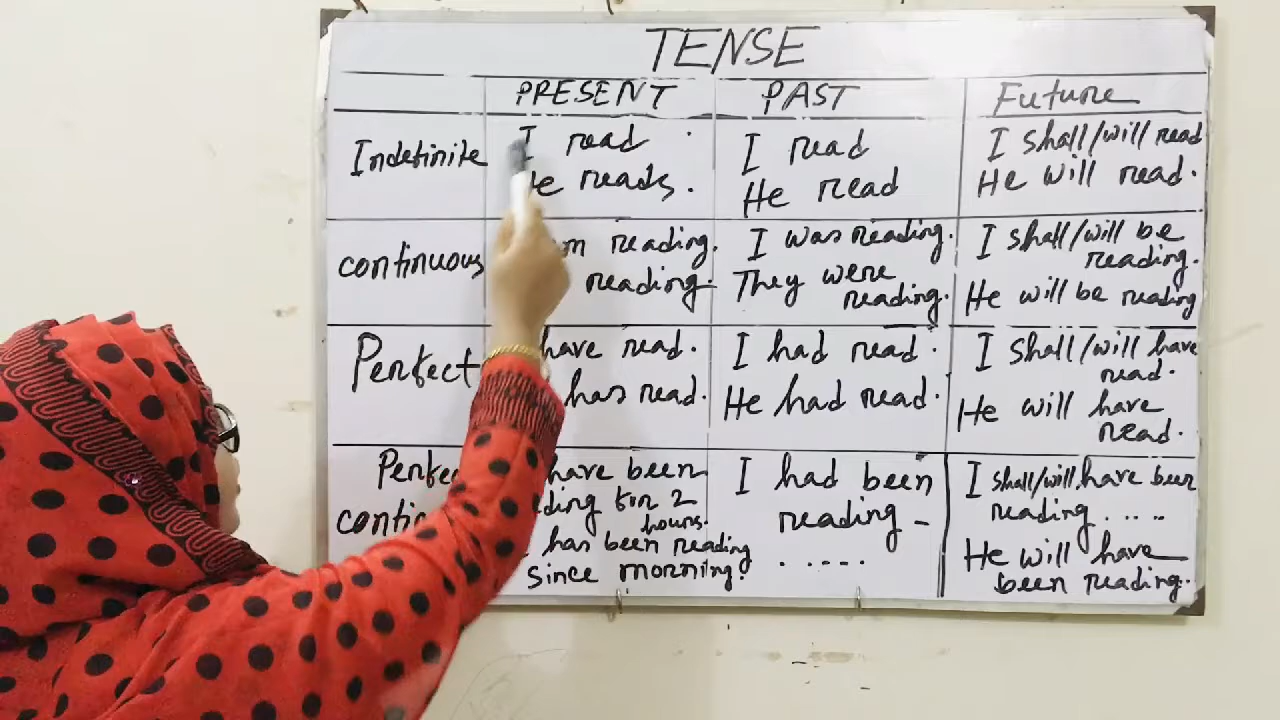 TENSE
PRESENT PAST Future
Indefinite
I read
He reads.
I read
He read
I shall/will read
He will read.
continuous
reading.
reading.
I was reading.
They were
reading.
I shall/will be
reading.
He will be reading
Perfect
have read.
has read.
I had read.
He had read.
I shall/will have
read.
He will have
read.
have been
for 2
hours.
has been reading
since morning.
I had been
reading -
.....
I shall/will have been
reading ....
He will have
been reading.